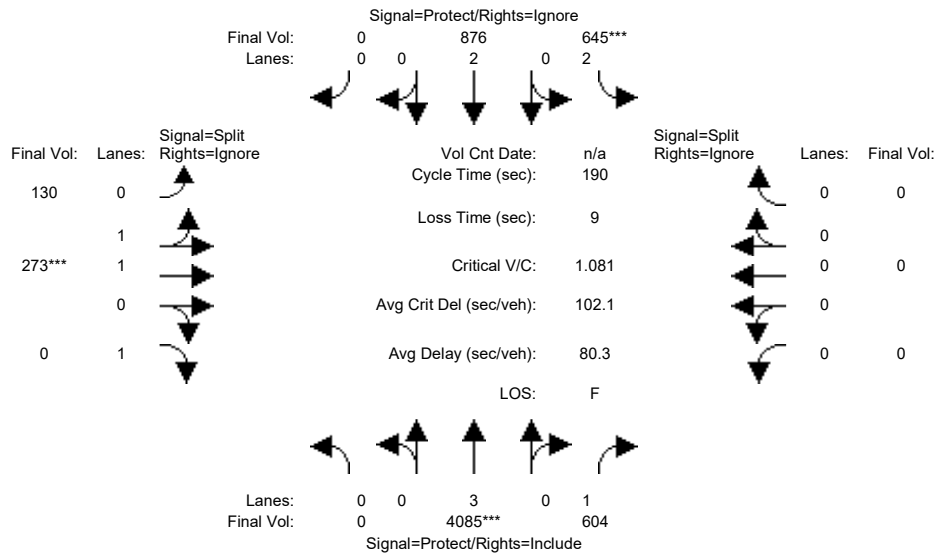 Signal=Protect/Rights=Ignore
Final Vol: 0 876 645***
Lanes: 0 0 2 0 2
Signal=Split
Final Vol: Lanes: Rights=Ignore
Vol Cnt Date: n/a
Signal=Split
Rights=Ignore Lanes: Final Vol:
Cycle Time (sec): 190
130 0
0 0
Loss Time (sec): 9
1
0
273*** 1
Critical V/C: 1.081
0 0
0
Avg Crit Del (sec/veh): 102.1
0
0 1
Avg Delay (sec/veh): 80.3
0 0
LOS: F
Lanes: 0 0 3 0 1
Final Vol: 0 4085*** 604
Signal=Protect/Rights=Include